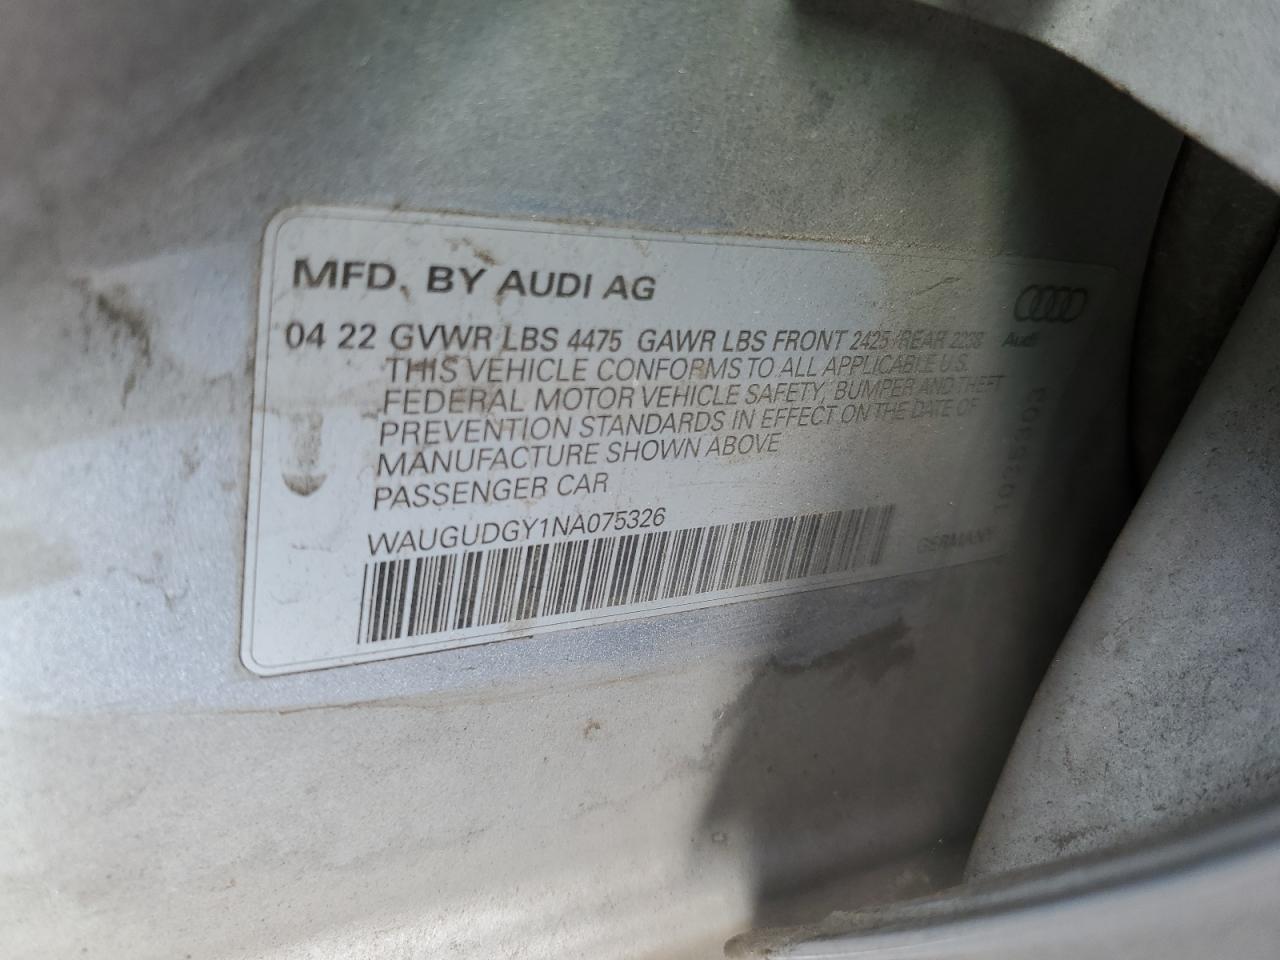 MFD. BY AUDI AG
04 22 GVWR LBS 4475 GAWR LBS FRONT 2425/REAR 2238
Audi
THIS VEHICLE CONFORMS TO ALL APPLICABLE U.S.
FEDERAL MOTOR VEHICLE SAFETY, BUMPER AND THEFT
PREVENTION STANDARDS IN EFFECT ON THE DATE OF
MANUFACTURE SHOWN ABOVE
PASSENGER CAR
WAUGUDGY1NA075326
GERMANY